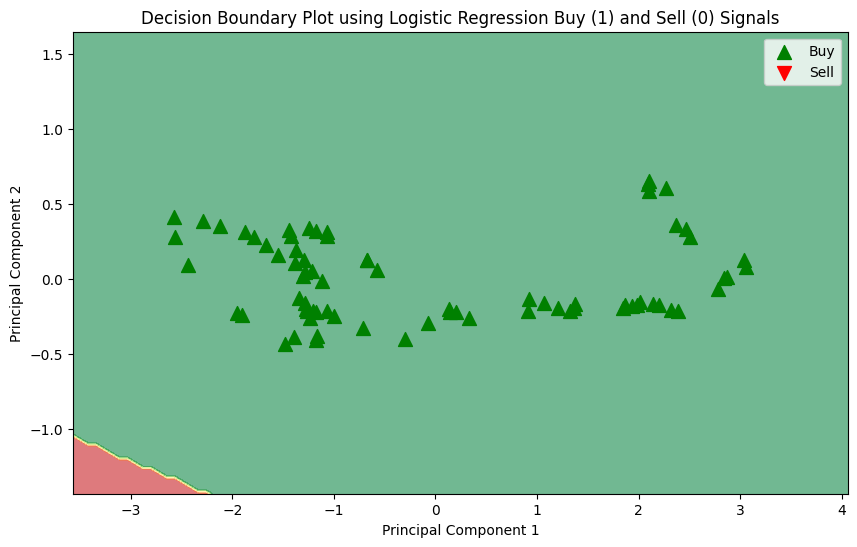 Decision Boundary Plot using Logistic Regression Buy (1) and Sell (0) Signals
Buy
Sell
Principal Component 2
1.5
1.0
0.5
0.0
−0.5
−1.0
−3
−2
−1
0
1
2
3
4
Principal Component 1